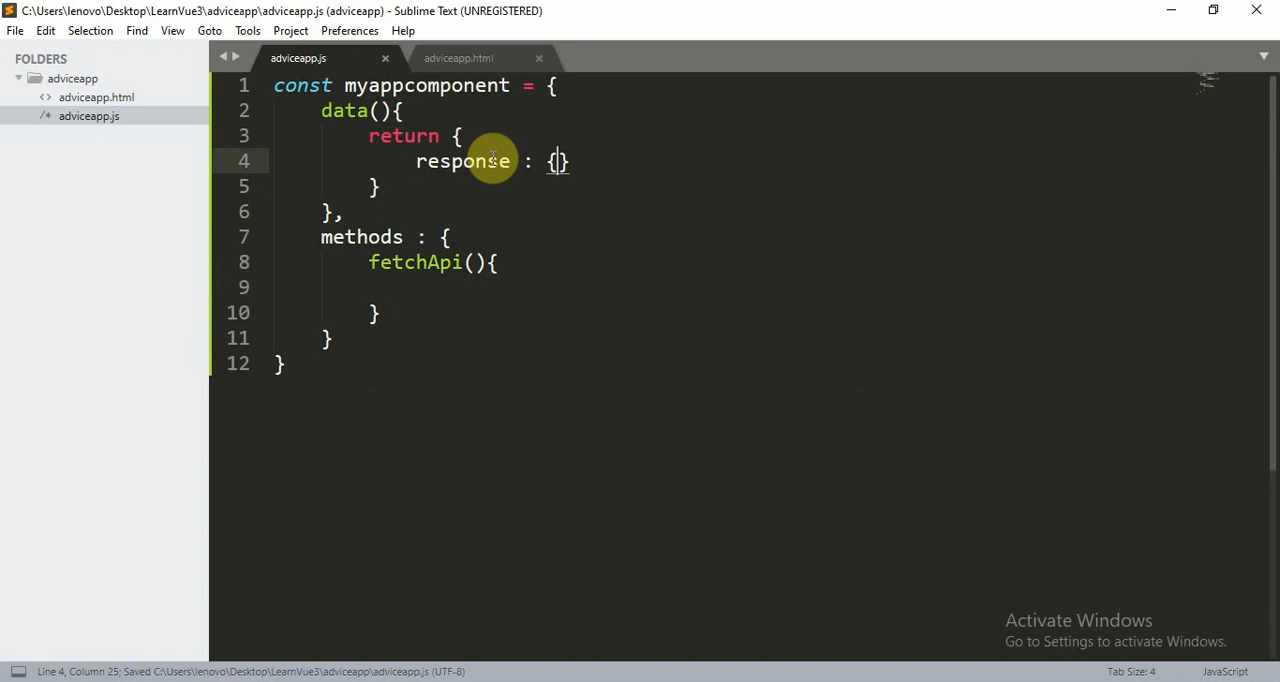 C:\Users\lenovo\Desktop\LearnVue3\adviceapp\adviceapp.js (adviceapp) - Sublime Text (UNREGISTERED)
File Edit Selection Find View Goto Tools Project Preferences Help
FOLDERS
adviceapp
<> adviceapp.html
/* adviceapp.js
adviceapp.js × adviceapp.html ×
1 const myappcomponent = {
2 data(){
3 return {
4 response : {}
5 }
6 },
7 methods : {
8 fetchApi(){
9
10 }
11 }
12 }
Activate Windows
Go to Settings to activate Windows.
Line 4, Column 25; Saved C:\Users\lenovo\Desktop\LearnVue3\adviceapp\adviceapp.js (UTF-8) Tab Size: 4 JavaScript